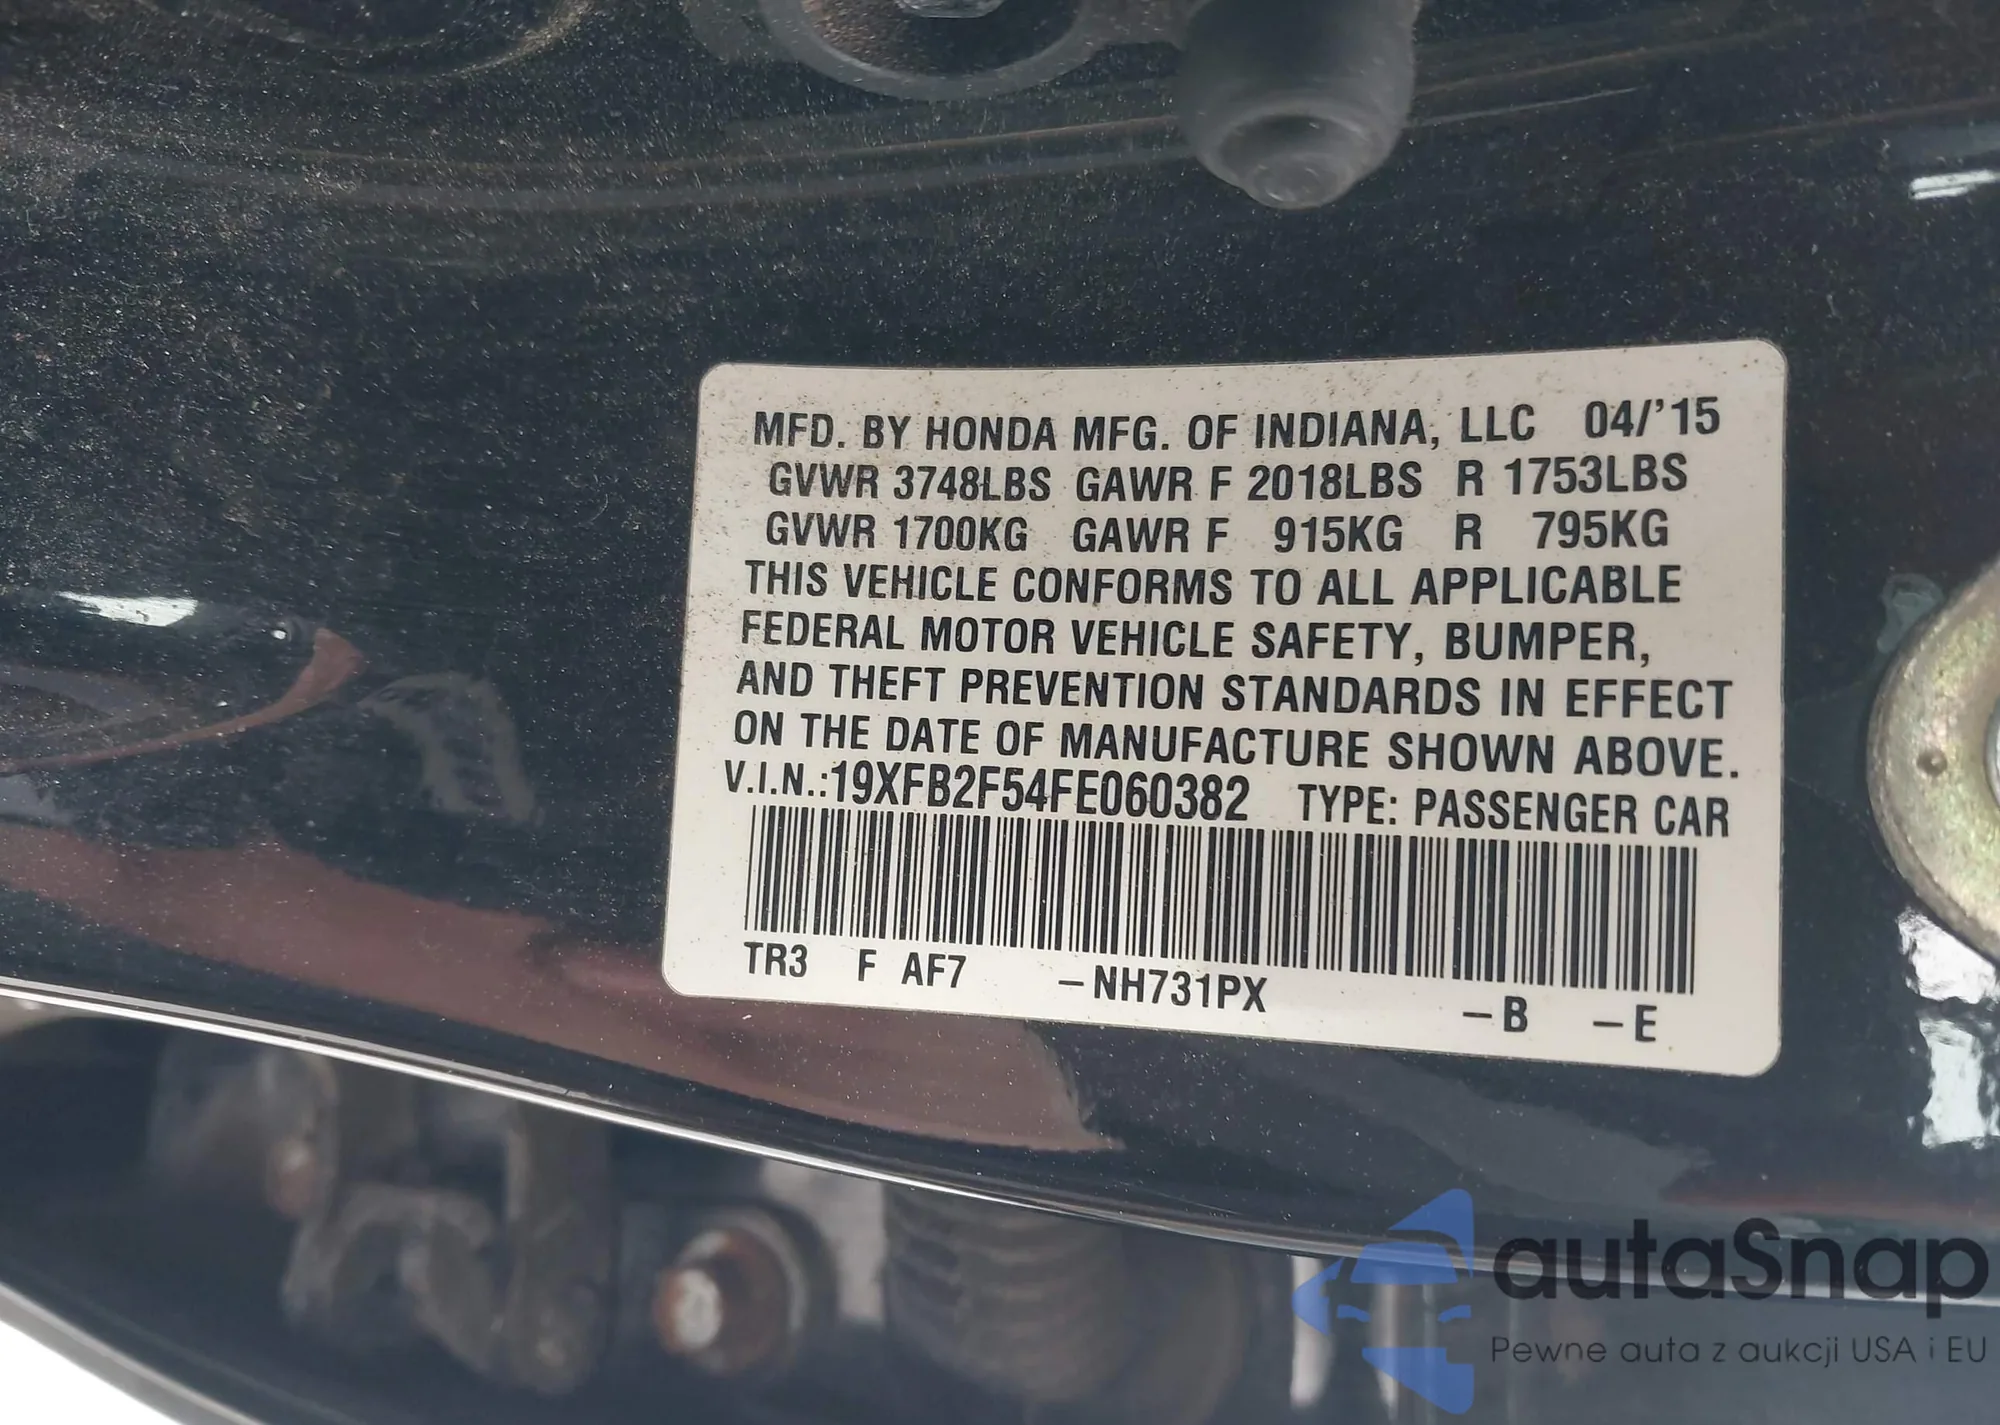 MFD. BY HONDA MFG. OF INDIANA, LLC 04/'15
GVWR 3748LBS GAWR F 2018LBS R 1753LBS
GVWR 1700KG GAWR F 915KG R 795KG
THIS VEHICLE CONFORMS TO ALL APPLICABLE
FEDERAL MOTOR VEHICLE SAFETY, BUMPER,
AND THEFT PREVENTION STANDARDS IN EFFECT
ON THE DATE OF MANUFACTURE SHOWN ABOVE.
V.I.N.:19XFB2F54FE060382 TYPE: PASSENGER CAR
TR3 F AF7 -NH731PX -B -E
autaSnap
Pewne auta z aukcji USA i EU